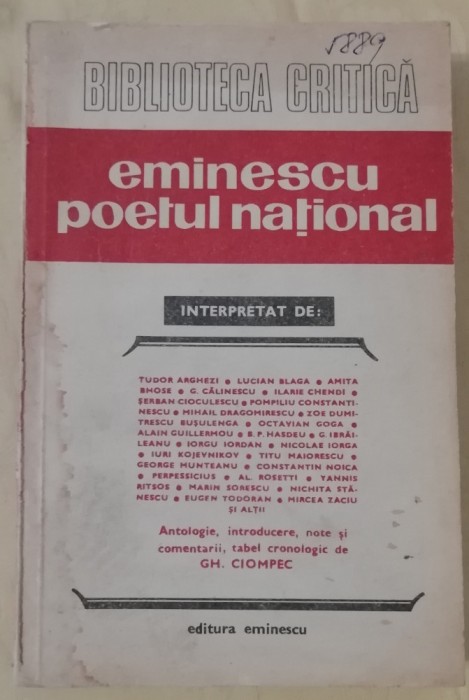 5889
BIBLIOTECA CRITICĂ
eminescu
poetul național
INTERPRETAT DE:
TUDOR ARGHEZI ● LUCIAN BLAGA ● AMITA
BHOSE ● G. CĂLINESCU ● ILARIE CHENDI ●
ȘERBAN CIOCULESCU ● POMPILIU CONSTANTI-
NESCU ● MIHAIL DRAGOMIRESCU ● ZOE DUMI-
TRESCU BUȘULENGA ● OCTAVIAN GOGA ●
ALAIN GUILLERMOU ● B. P. HASDEU ● G. IBRĂI-
LEANU ● IORGU IORDAN ● NICOLAE IORGA
● IURI KOJEVNIKOV ● TITU MAIORESCU ●
GEORGE MUNTEANU ● CONSTANTIN NOICA
● PERPESSICIUS ● AL. ROSETTI ● YANNIS
RITSOS ● MARIN SORESCU ● NICHITA STĂ-
NESCU ● EUGEN TODORAN ● MIRCEA ZACIU
ȘI ALȚII
Antologie, introducere, note și
comentarii, tabel cronologic de
GH. CIOMPEC
editura eminescu